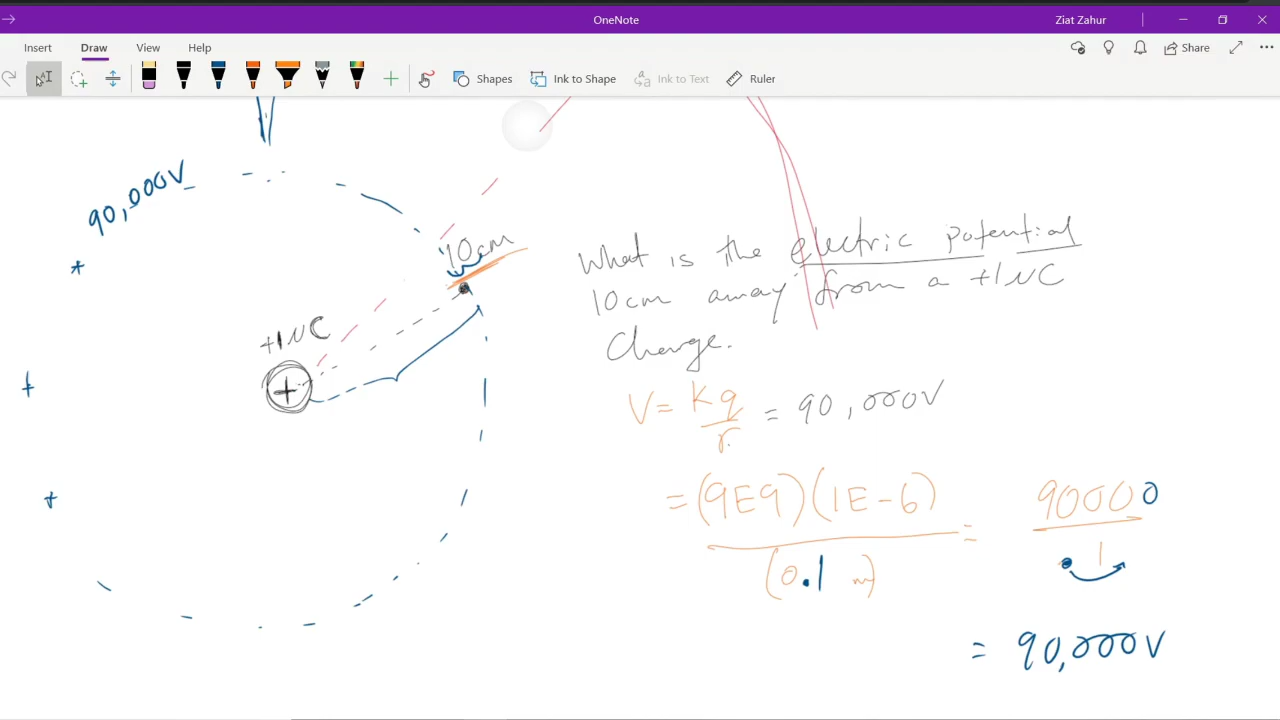 OneNote
Ziat Zahur
Insert
Draw
View
Help
Share
Shapes
Ink to Shape
Ink to Text
Ruler
90,000V
10cm
+1μC
+
What is the electric potential
10cm away from a +1μC
Charge.
V = Kq/r = 90,000V
= (9E9)(1E-6)/(0.1 m) = 90000/.1
= 90,000V